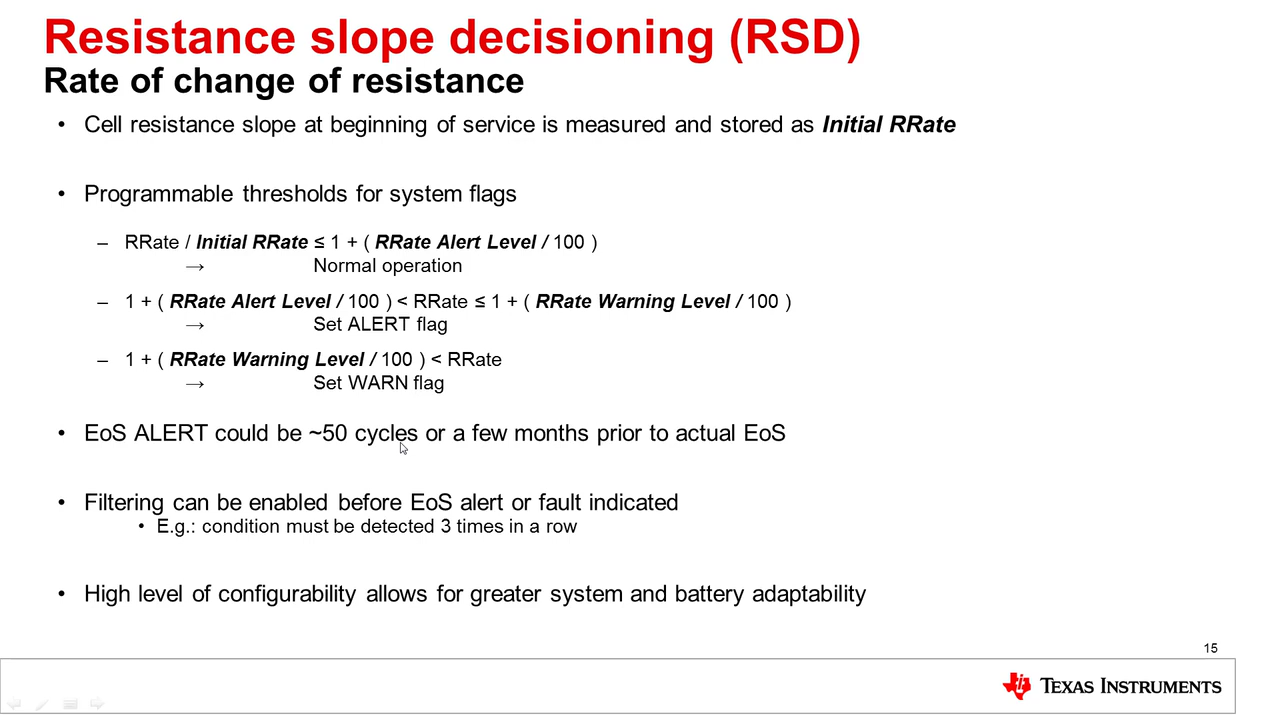 Resistance slope decisioning (RSD)
Rate of change of resistance
• Cell resistance slope at beginning of service is measured and stored as Initial RRate
• Programmable thresholds for system flags
– RRate / Initial RRate ≤ 1 + ( RRate Alert Level / 100 )
→ Normal operation
– 1 + ( RRate Alert Level / 100 ) < RRate ≤ 1 + ( RRate Warning Level / 100 )
→ Set ALERT flag
– 1 + ( RRate Warning Level / 100 ) < RRate
→ Set WARN flag
• EoS ALERT could be ~50 cycles or a few months prior to actual EoS
• Filtering can be enabled before EoS alert or fault indicated
• E.g.: condition must be detected 3 times in a row
• High level of configurability allows for greater system and battery adaptability
15
TEXAS INSTRUMENTS